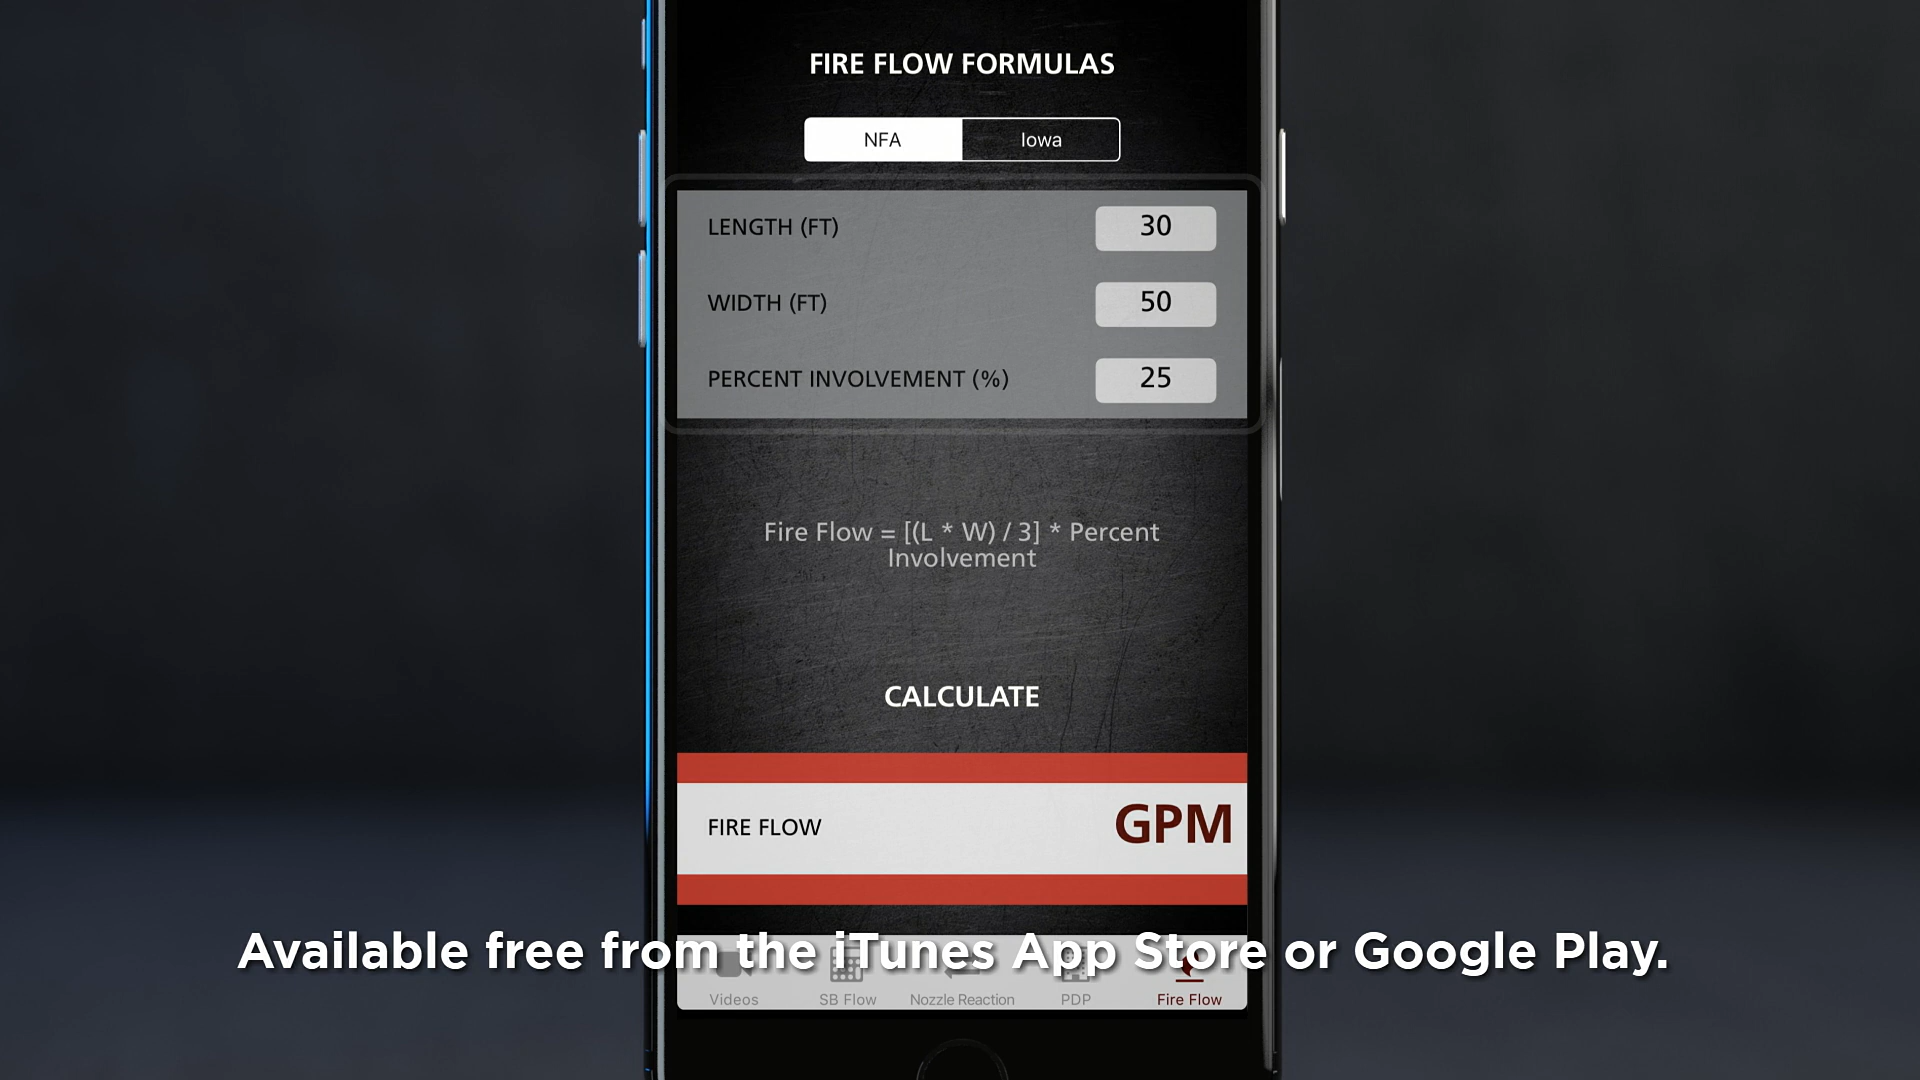 FIRE FLOW FORMULAS
NFA Iowa
LENGTH (FT) 30
WIDTH (FT) 50
PERCENT INVOLVEMENT (%) 25
Fire Flow = [(L * W) / 3] * Percent
Involvement
CALCULATE
FIRE FLOW GPM
Available free from the iTunes App Store or Google Play.
Videos SB Flow Nozzle Reaction PDP Fire Flow